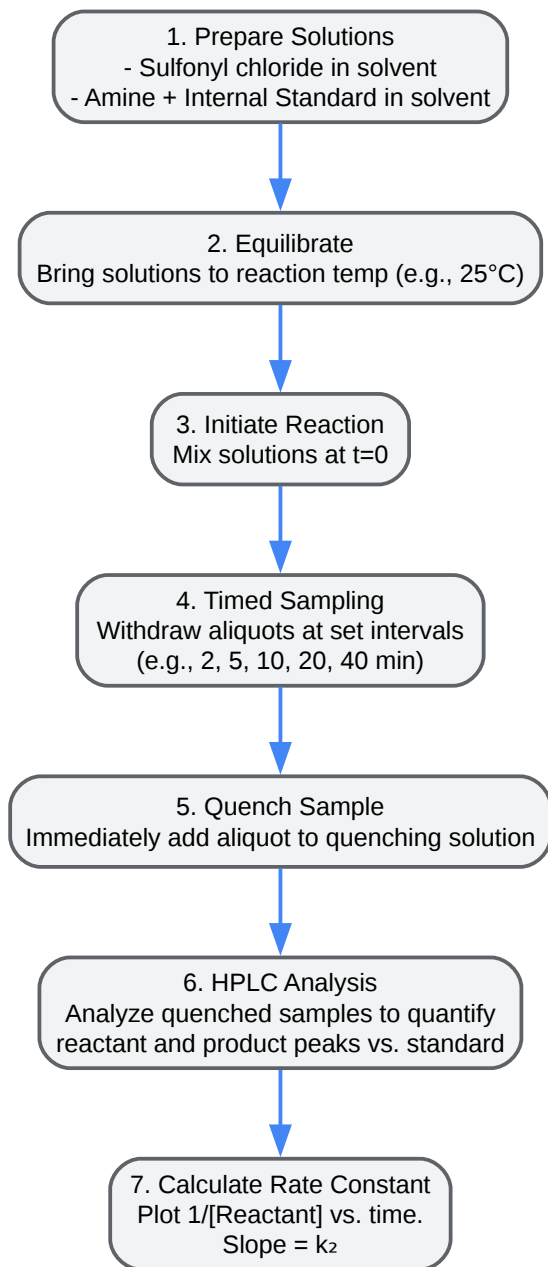 1. Prepare Solutions
- Sulfonyl chloride in solvent
- Amine + Internal Standard in solvent
2. Equilibrate
Bring solutions to reaction temp (e.g., 25°C)
3. Initiate Reaction
Mix solutions at t=0
4. Timed Sampling
Withdraw aliquots at set intervals
(e.g., 2, 5, 10, 20, 40 min)
5. Quench Sample
Immediately add aliquot to quenching solution
6. HPLC Analysis
Analyze quenched samples to quantify
reactant and product peaks vs. standard
7. Calculate Rate Constant
Plot 1/[Reactant] vs. time.
Slope = k₂